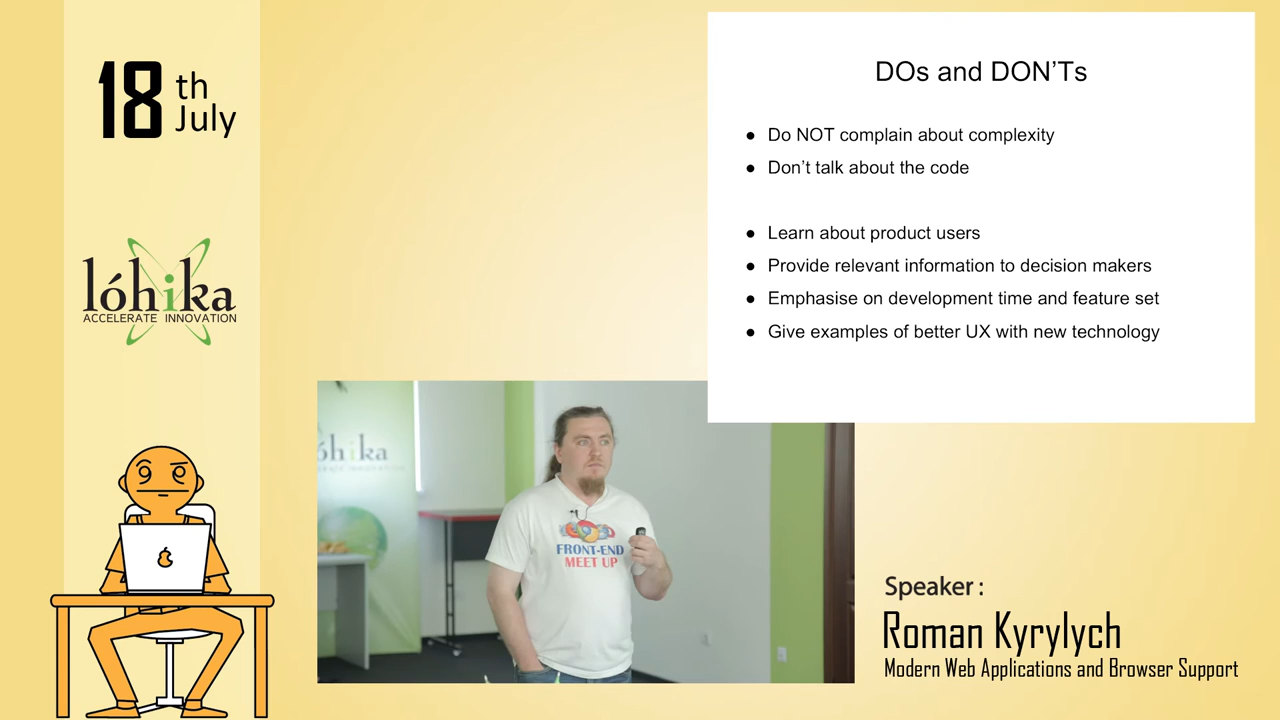 18 th
July
lóhika
ACCELERATE INNOVATION
DOs and DON'Ts
● Do NOT complain about complexity
● Don't talk about the code
● Learn about product users
● Provide relevant information to decision makers
● Emphasise on development time and feature set
● Give examples of better UX with new technology
hika
FRONT-END
MEET UP
Speaker :
Roman Kyrylych
Modern Web Applications and Browser Support